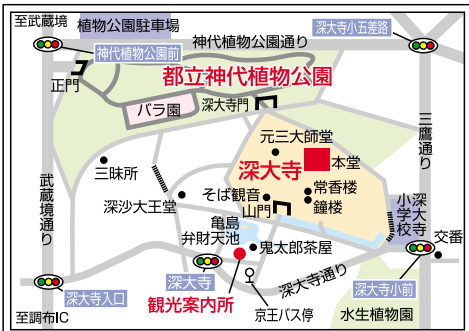 至武蔵境
植物公園駐車場
神代植物公園通り
深大寺小五差路
神代植物公園前
正門
都立神代植物公園
バラ園
深大寺門
三鷹通り
元三大師堂
深大寺
本堂
三昧所
武蔵境通り
深沙大王堂
そば観音
常香楼
山門
鐘楼
深大寺
小学校
亀島
弁財天池
鬼太郎茶屋
交番
深大寺
深大寺通り
深大寺小前
深大寺入口
観光案内所
至調布IC
京王バス停
水生植物園